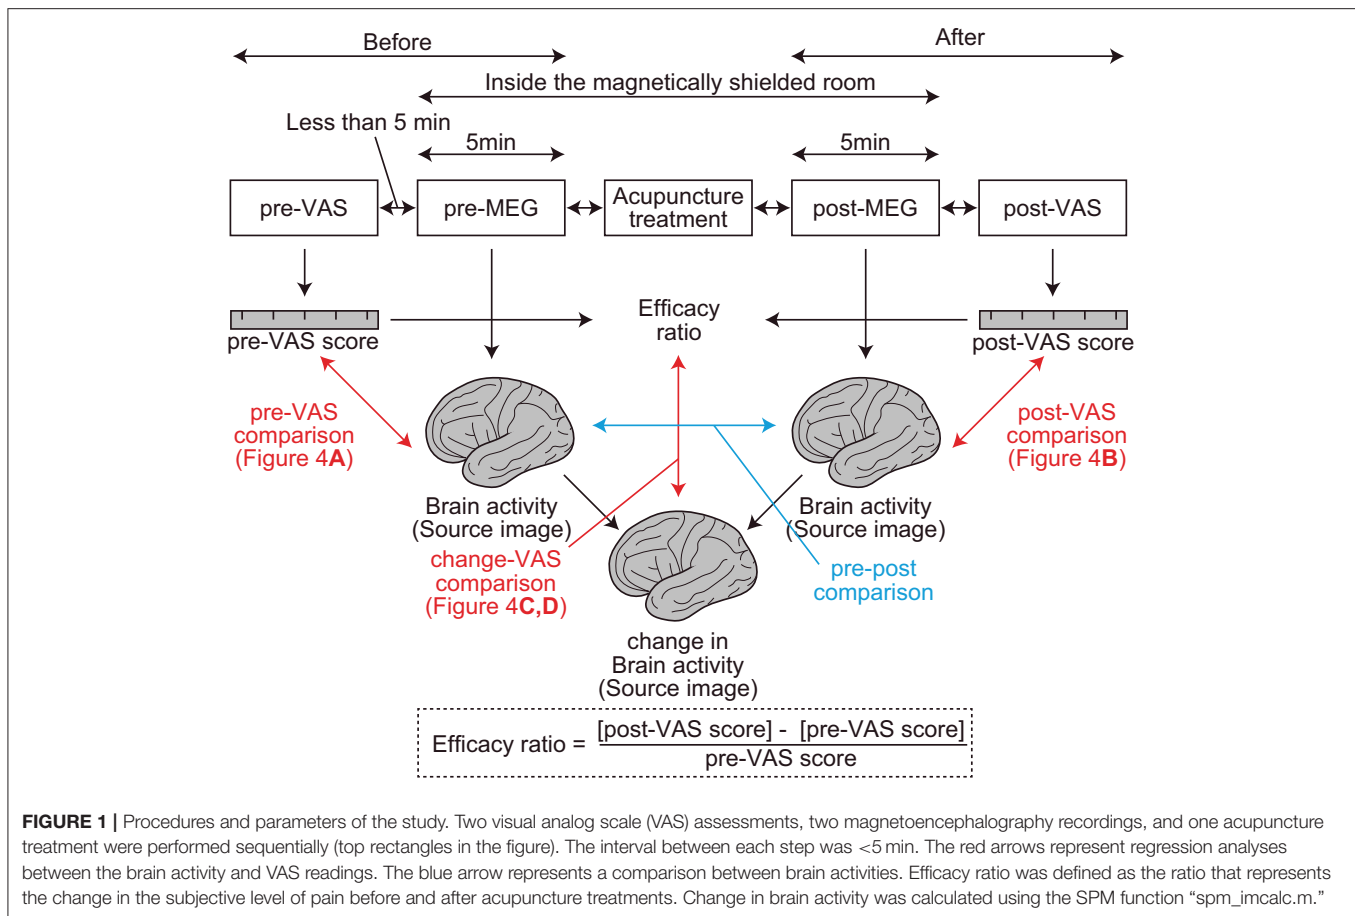 Before
After
Inside the magnetically shielded room
Less than 5 min
5min
5min
pre-VAS
pre-MEG
Acupuncture
treatment
post-MEG
post-VAS
Efficacy
ratio
pre-VAS score
post-VAS score
pre-VAS
comparison
(Figure 4A)
post-VAS
comparison
(Figure 4B)
Brain activity
(Source image)
Brain activity
(Source image)
change-VAS
comparison
(Figure 4C,D)
pre-post
comparison
change in
Brain activity
(Source image)
Efficacy ratio = [post-VAS score] - [pre-VAS score]
pre-VAS score
FIGURE 1 | Procedures and parameters of the study. Two visual analog scale (VAS) assessments, two magnetoencephalography recordings, and one acupuncture
treatment were performed sequentially (top rectangles in the figure). The interval between each step was <5 min. The red arrows represent regression analyses
between the brain activity and VAS readings. The blue arrow represents a comparison between brain activities. Efficacy ratio was defined as the ratio that represents
the change in the subjective level of pain before and after acupuncture treatments. Change in brain activity was calculated using the SPM function “spm_imcalc.m.”